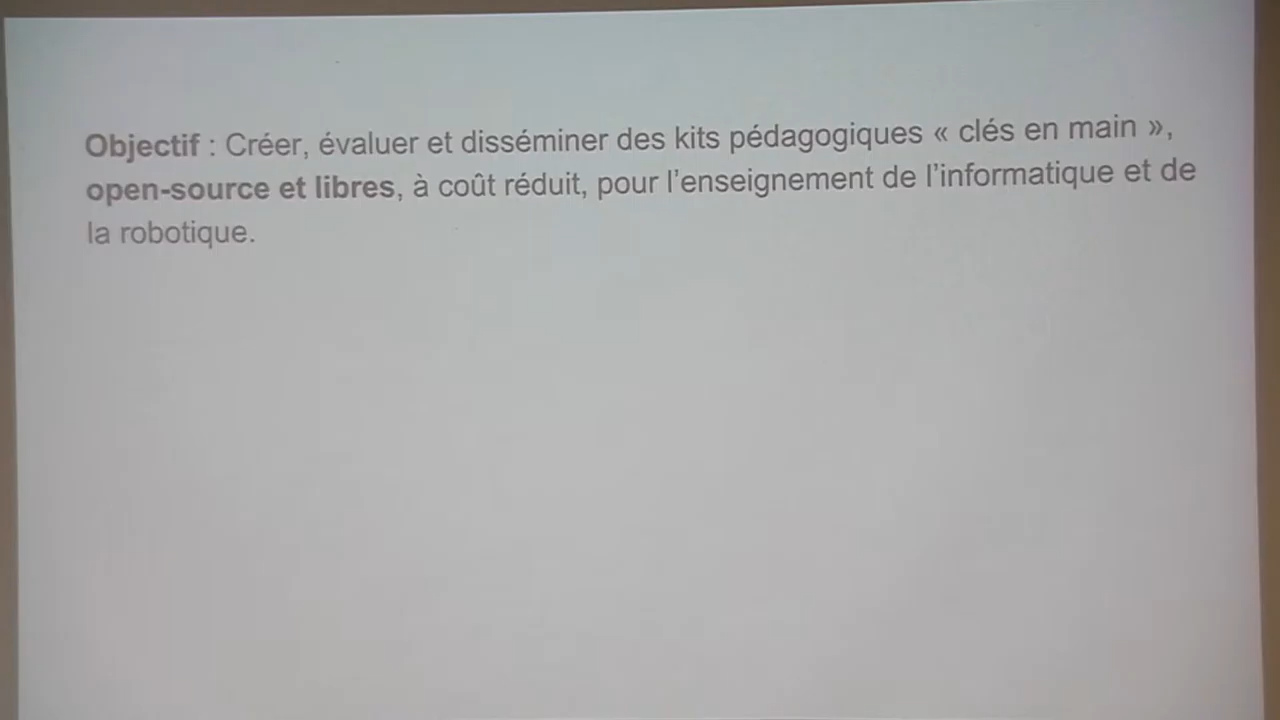 Objectif : Créer, évaluer et disséminer des kits pédagogiques « clés en main »,
open-source et libres, à coût réduit, pour l’enseignement de l’informatique et de
la robotique.